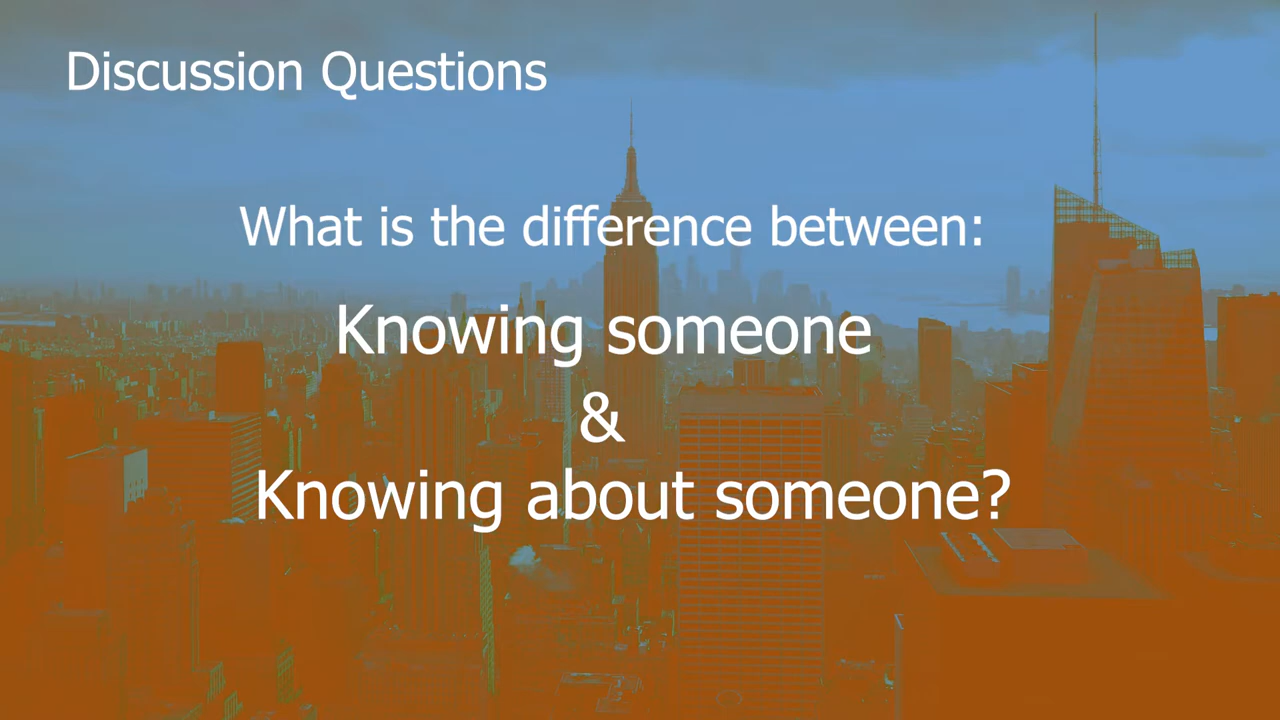 Discussion Questions
What is the difference between:
Knowing someone
&
Knowing about someone?